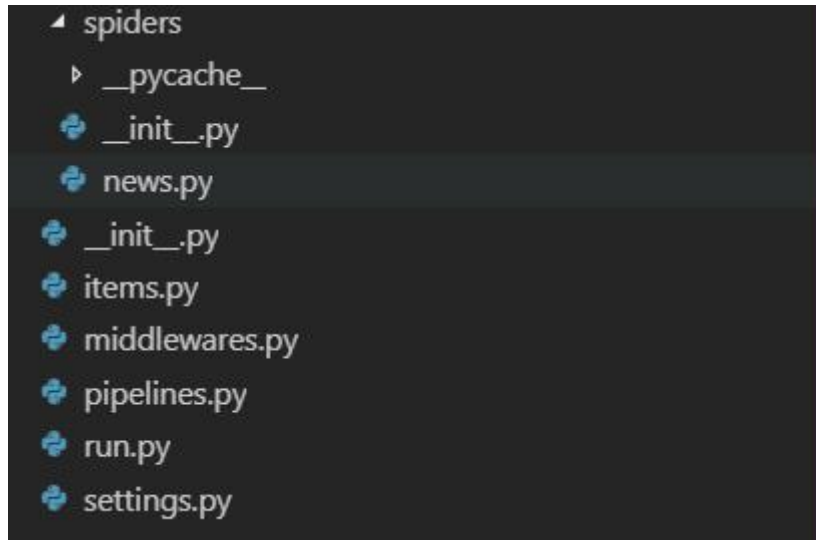 spiders
__pycache__
__init__.py
news.py
__init__.py
items.py
middlewares.py
pipelines.py
run.py
settings.py